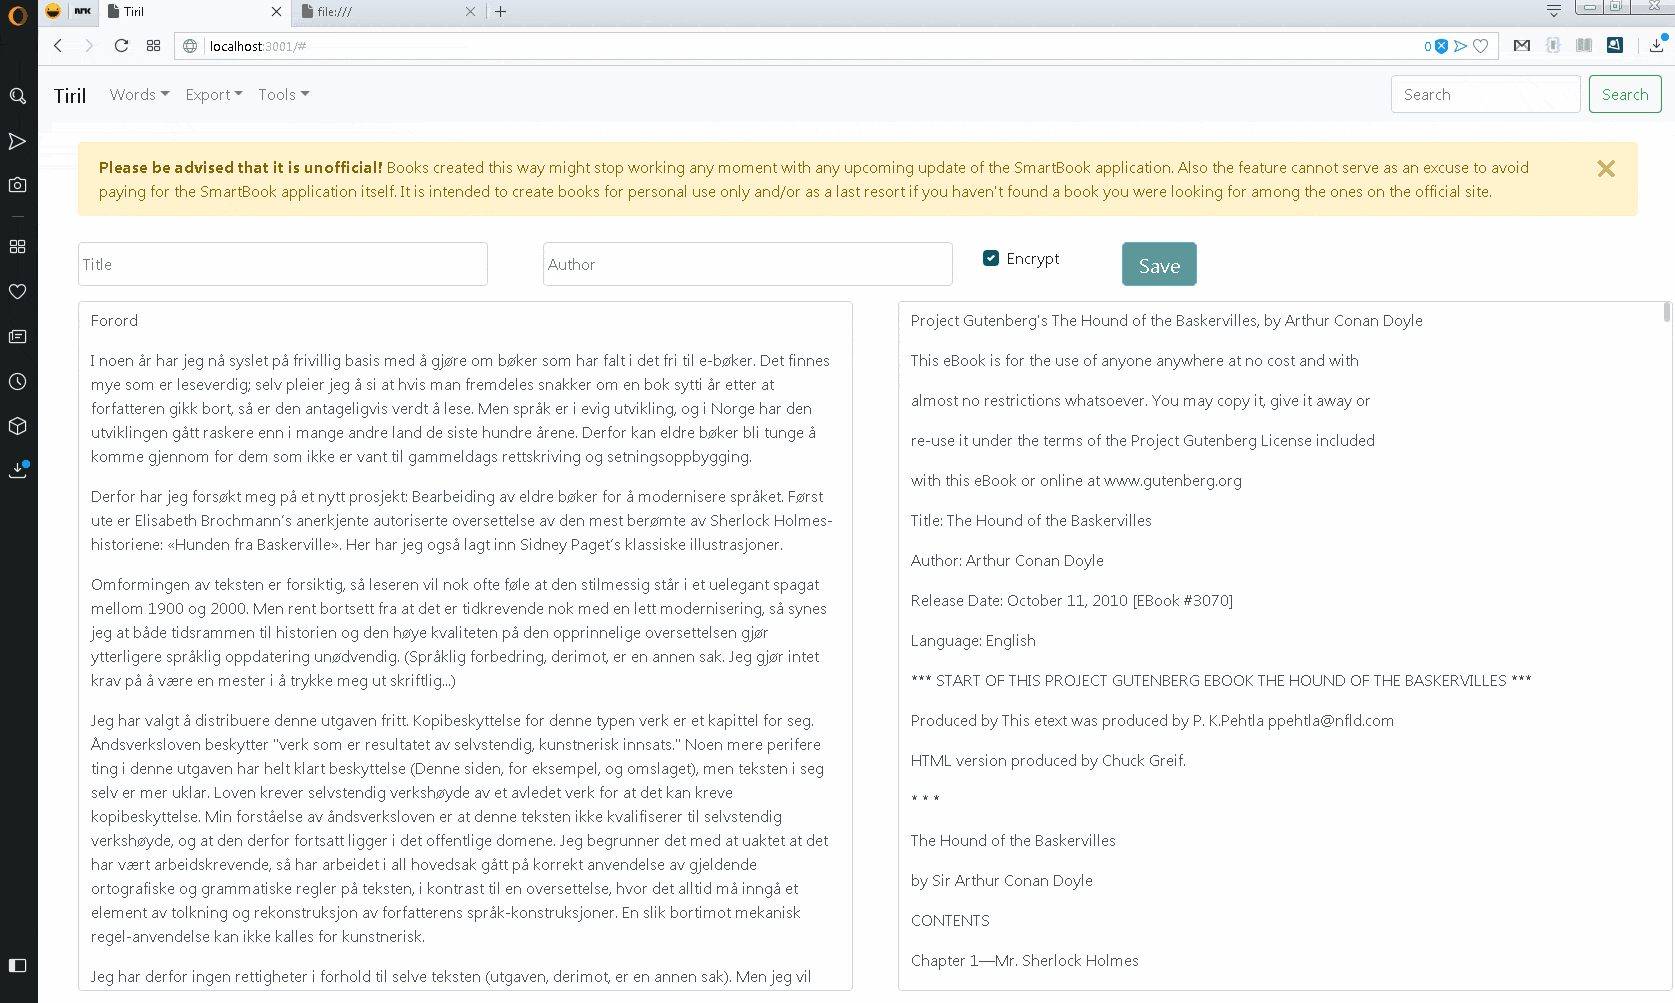 NRK
Tiril
file:///
localhost:3001/#
0
Tiril
Words
Export
Tools
Search
Search
Please be advised that it is unofficial! Books created this way might stop working any moment with any upcoming update of the SmartBook application. Also the feature cannot serve as an excuse to avoid
paying for the SmartBook application itself. It is intended to create books for personal use only and/or as a last resort if you haven't found a book you were looking for among the ones on the official site.
Title
Author
Encrypt
Save
Forord
I noen år har jeg nå syslet på frivillig basis med å gjøre om bøker som har falt i det fri til e-bøker. Det finnes
mye som er leseverdig; selv pleier jeg å si at hvis man fremdeles snakker om en bok sytti år etter at
forfatteren gikk bort, så er den antageligvis verdt å lese. Men språk er i evig utvikling, og i Norge har den
utviklingen gått raskere enn i mange andre land de siste hundre årene. Derfor kan eldre bøker bli tunge å
komme gjennom for dem som ikke er vant til gammeldags rettskriving og setningsoppbygging.
Derfor har jeg forsøkt meg på et nytt prosjekt: Bearbeiding av eldre bøker for å modernisere språket. Først
ute er Elisabeth Brochmann's anerkjente autoriserte oversettelse av den mest berømte av Sherlock Holmes-
historiene: «Hunden fra Baskerville». Her har jeg også lagt inn Sidney Paget's klassiske illustrasjoner.
Omformingen av teksten er forsiktig, så leseren vil nok ofte føle at den stilmessig står i et uelegant spagat
mellom 1900 og 2000. Men rent bortsett fra at det er tidkrevende nok med en lett modernisering, så synes
jeg at både tidsrammen til historien og den høye kvaliteten på den opprinnelige oversettelsen gjør
ytterligere språklig oppdatering unødvendig. (Språklig forbedring, derimot, er en annen sak. Jeg gjør intet
krav på å være en mester i å trykke meg ut skriftlig...)
Jeg har valgt å distribuere denne utgaven fritt. Kopibeskyttelse for denne typen verk er et kapittel for seg.
Åndsverksloven beskytter "verk som er resultatet av selvstendig, kunstnerisk innsats." Noen mere perifere
ting i denne utgaven har helt klart beskyttelse (Denne siden, for eksempel, og omslaget), men teksten i seg
selv er mer uklar. Loven krever selvstendig verkshøyde av et avledet verk for at det kan kreve
kopibeskyttelse. Min forståelse av åndsverksloven er at denne teksten ikke kvalifiserer til selvstendig
verkshøyde, og at den derfor fortsatt ligger i det offentlige domene. Jeg begrunner det med at uaktet at det
har vært arbeidskrevende, så har arbeidet i all hovedsak gått på korrekt anvendelse av gjeldende
ortografiske og grammatiske regler på teksten, i kontrast til en oversettelse, hvor det alltid må inngå et
element av tolkning og rekonstruksjon av forfatterens språk-konstruksjoner. En slik bortimot mekanisk
regel-anvendelse kan ikke kalles for kunstnerisk.
Jeg har derfor ingen rettigheter i forhold til selve teksten (utgaven, derimot, er en annen sak). Men jeg vil
Project Gutenberg's The Hound of the Baskervilles, by Arthur Conan Doyle
This eBook is for the use of anyone anywhere at no cost and with
almost no restrictions whatsoever. You may copy it, give it away or
re-use it under the terms of the Project Gutenberg License included
with this eBook or online at www.gutenberg.org
Title: The Hound of the Baskervilles
Author: Arthur Conan Doyle
Release Date: October 11, 2010 [EBook #3070]
Language: English
*** START OF THIS PROJECT GUTENBERG EBOOK THE HOUND OF THE BASKERVILLES ***
Produced by This etext was produced by P. K.Pehtla ppehtla@nfld.com
HTML version produced by Chuck Greif.
* * *
The Hound of the Baskervilles
by Sir Arthur Conan Doyle
CONTENTS
Chapter 1—Mr. Sherlock Holmes